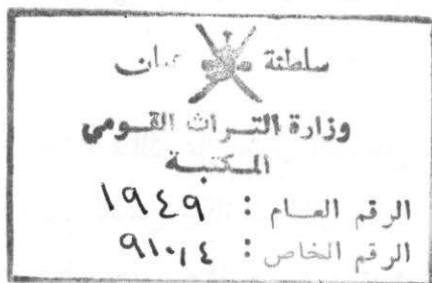 سلطنة عمان
وزارة التراث القومي
المكتبة
الرقم العام : ١٩٤٩
الرقم الخاص : ٩١٠,٤